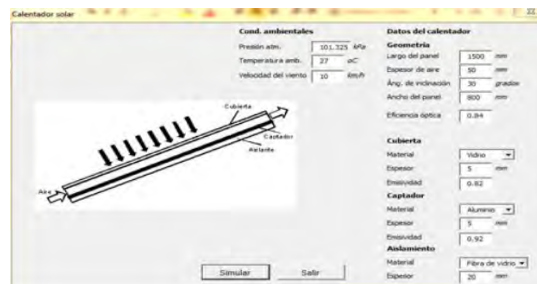 Calentador solar
Cond. ambientales
Presión atm. 101.325 kPa
Temperatura amb. 27 oC
Velocidad del viento 10 km/h
Cubierta
Captador
Aislante
Aire
Simular
Salir
Datos del calentador
Geometría
Largo del panel 1500 mm
Espesor de aire 50 mm
Áng. de inclinación 30 grados
Ancho del panel 800 mm
Eficiencia óptica 0.84
Cubierta
Material Vidrio
Espesor 5 mm
Emisividad 0.82
Captador
Material Aluminio
Espesor 5 mm
Emisividad 0.92
Aislamiento
Material Fibra de vidrio
Espesor 20 mm